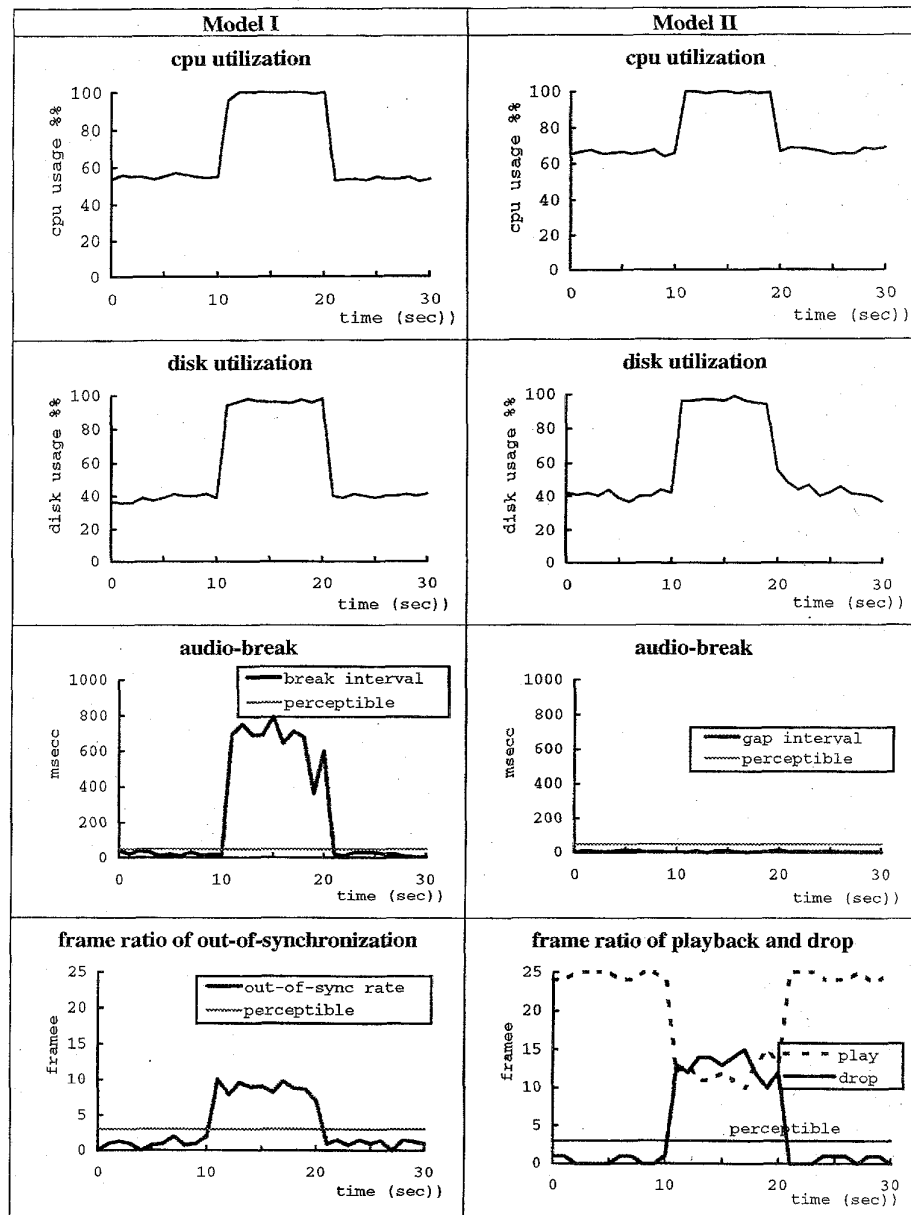 Model I
Model II
cpu utilization
cpu usage %%
100
80
60
40
20
0
0 10 20 30
time (sec))
cpu utilization
cpu usage %%
100
80
60
40
20
0
0 10 20 30
time (sec))
disk utilization
disk usage %%
100
80
60
40
20
0
0 10 20 30
time (sec))
disk utilization
disk usage %%
100
80
60
40
20
0
0 10 20 30
time (sec))
audio-break
msecc
1000
800
600
400
200
0
break interval
perceptible
0 10 20 30
time (sec))
audio-break
msecc
1000
800
600
400
200
0
gap interval
perceptible
0 10 20 30
time (sec))
frame ratio of out-of-synchronization
framee
25
20
15
10
5
0
out-of-sync rate
perceptible
0 10 20 30
time (sec))
frame ratio of playback and drop
framee
25
20
15
10
5
0
play
drop
perceptible
0 10 20 30
time (sec))